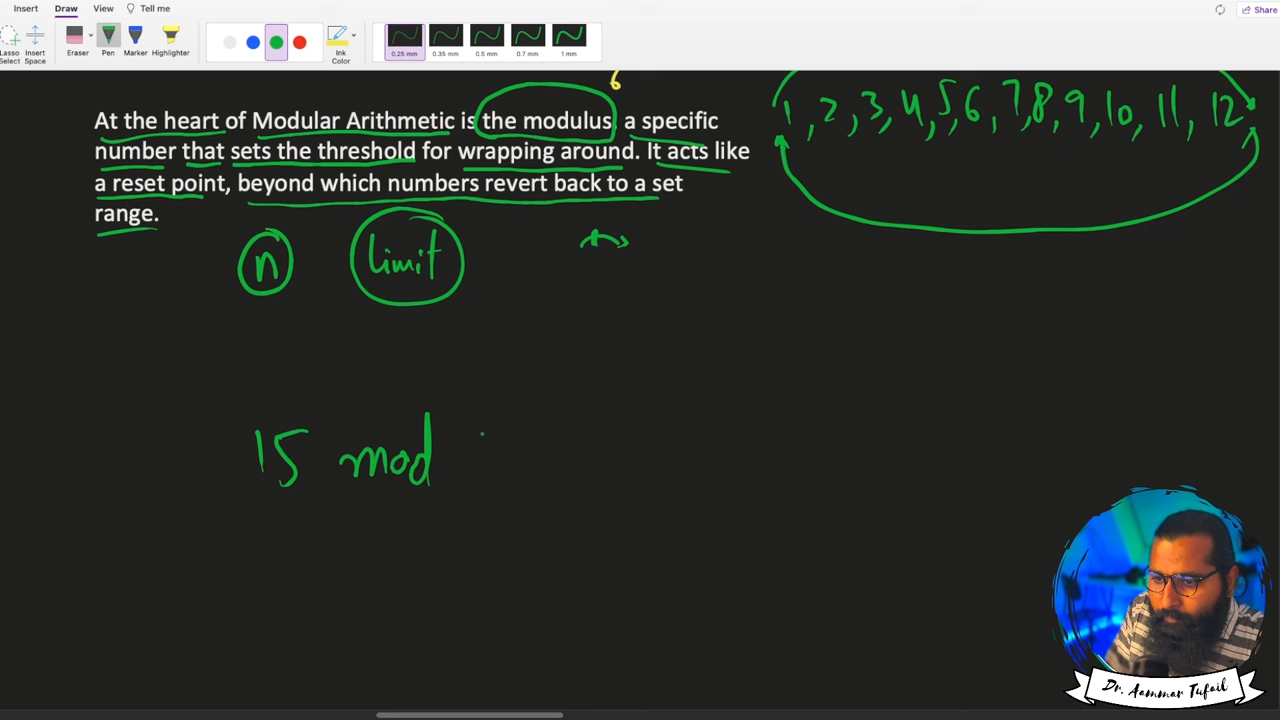 Insert Draw View Tell me
Share
Lasso Select
Insert Space
Eraser
Pen
Marker
Highlighter
Ink Color
0.25 mm
0.35 mm
0.5 mm
0.7 mm
1 mm
6
1, 2, 3, 4, 5, 6, 7, 8, 9, 10, 11, 12
At the heart of Modular Arithmetic is the modulus, a specific
number that sets the threshold for wrapping around. It acts like
a reset point, beyond which numbers revert back to a set
range.
n limit
15 mod
Dr. Aammar Tufail